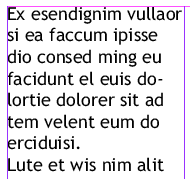 Ex esendignim vullaor
si ea faccum ipisse
dio consed ming eu
facidunt el euis do-
lortie dolorer sit ad
tem velent eum do
erciduisi.
Lute et wis nim alit